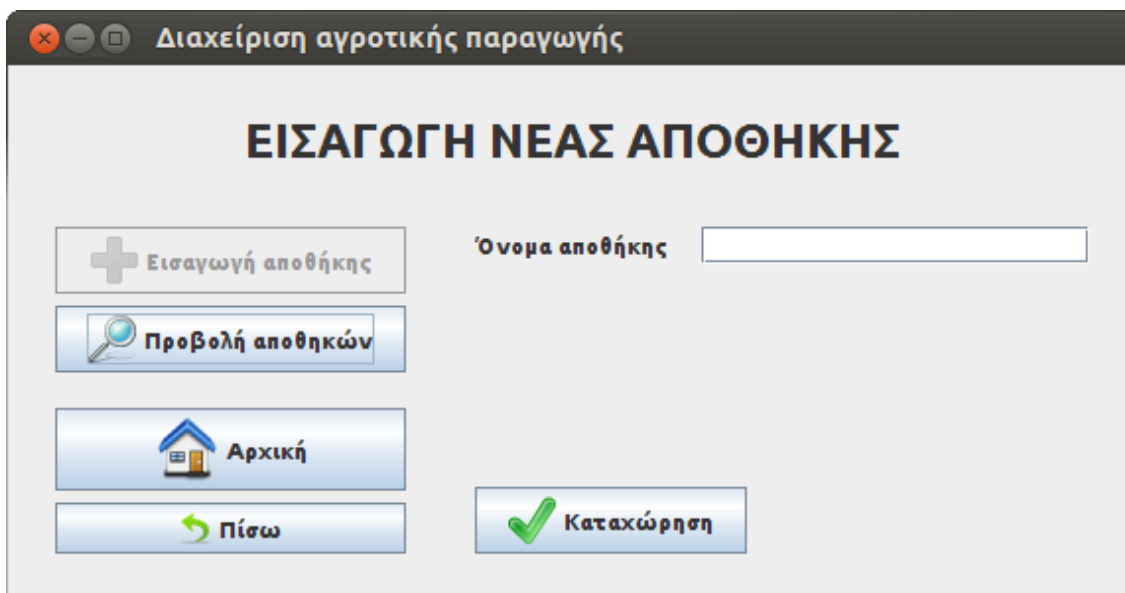 Διαχείριση αγροτικής παραγωγής
ΕΙΣΑΓΩΓΗ ΝΕΑΣ ΑΠΟΘΗΚΗΣ
Εισαγωγή αποθήκης
Όνομα αποθήκης
Προβολή αποθηκών
Αρχική
Πίσω
Καταχώρηση